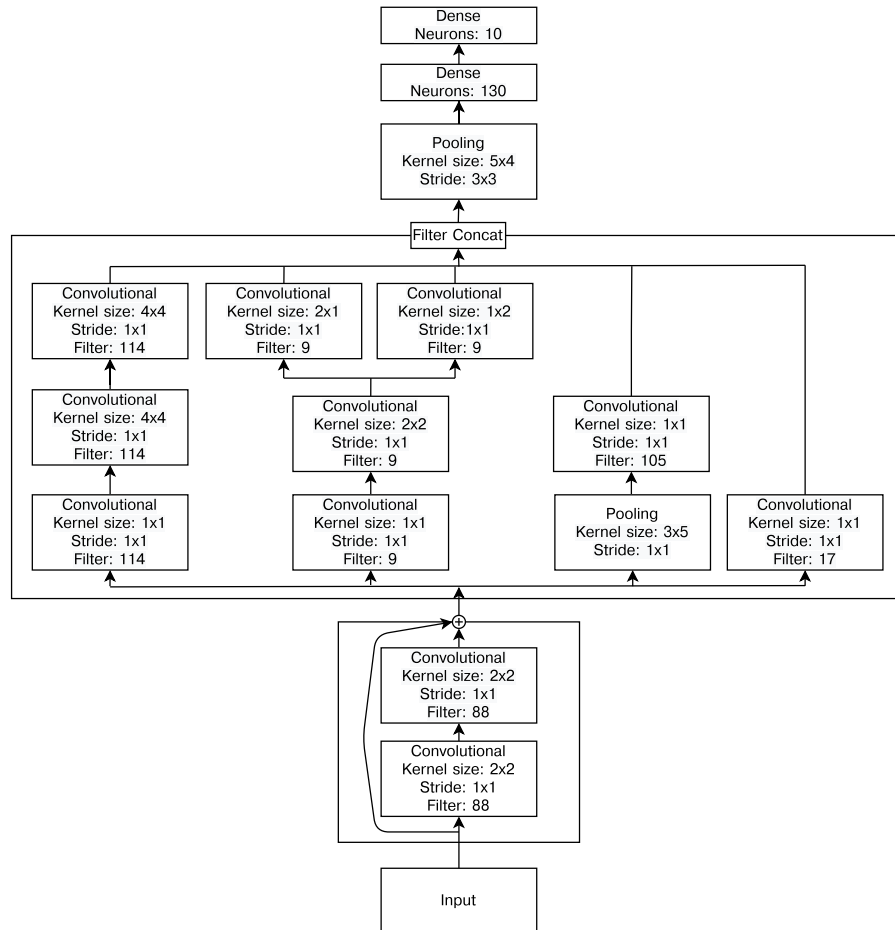 Dense
Neurons: 10
Dense
Neurons: 130
Pooling
Kernel size: 5x4
Stride: 3x3
Filter Concat
Convolutional
Kernel size: 4x4
Stride: 1x1
Filter: 114
Convolutional
Kernel size: 2x1
Stride: 1x1
Filter: 9
Convolutional
Kernel size: 1x2
Stride:1x1
Filter: 9
Convolutional
Kernel size: 4x4
Stride: 1x1
Filter: 114
Convolutional
Kernel size: 2x2
Stride: 1x1
Filter: 9
Convolutional
Kernel size: 1x1
Stride: 1x1
Filter: 105
Convolutional
Kernel size: 1x1
Stride: 1x1
Filter: 114
Convolutional
Kernel size: 1x1
Stride: 1x1
Filter: 9
Pooling
Kernel size: 3x5
Stride: 1x1
Convolutional
Kernel size: 1x1
Stride: 1x1
Filter: 17
Convolutional
Kernel size: 2x2
Stride: 1x1
Filter: 88
Convolutional
Kernel size: 2x2
Stride: 1x1
Filter: 88
Input